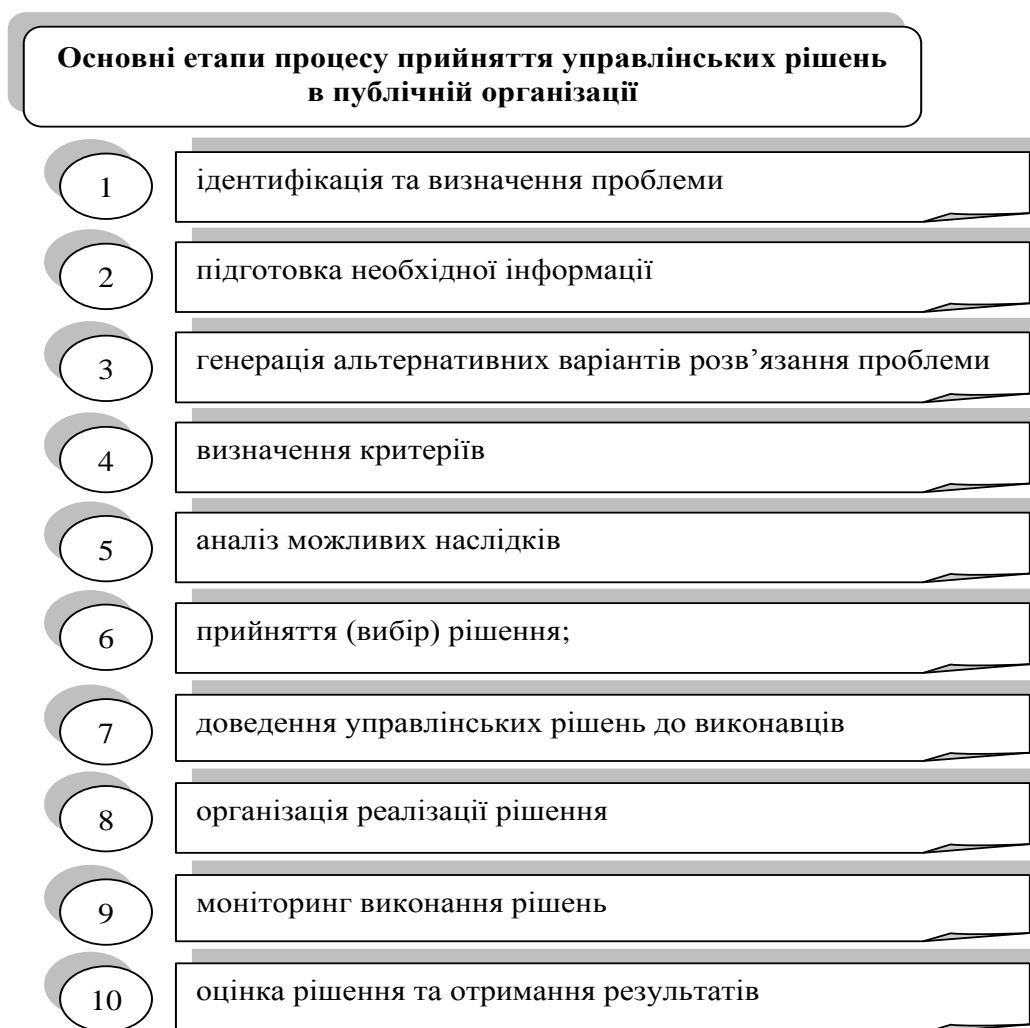 Основні етапи процесу прийняття управлінських рішень
в публічній організації
1
ідентифікація та визначення проблеми
2
підготовка необхідної інформації
3
генерація альтернативних варіантів розв’язання проблеми
4
визначення критеріїв
5
аналіз можливих наслідків
6
прийняття (вибір) рішення;
7
доведення управлінських рішень до виконавців
8
організація реалізації рішення
9
моніторинг виконання рішень
10
оцінка рішення та отримання результатів